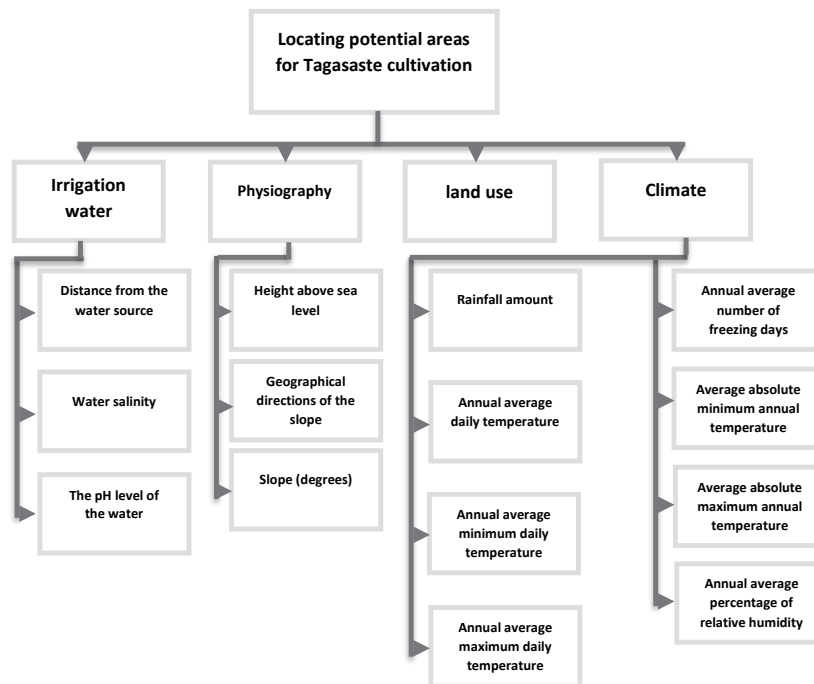 Locating potential areas
for Tagasaste cultivation
Irrigation
water
Physiography
land use
Climate
Distance from the
water source
Water salinity
The pH level of
the water
Height above sea
level
Geographical
directions of the
slope
Slope (degrees)
Rainfall amount
Annual average
daily temperature
Annual average
minimum daily
temperature
Annual average
maximum daily
temperature
Annual average
number of
freezing days
Average absolute
minimum annual
temperature
Average absolute
maximum annual
temperature
Annual average
percentage of
relative humidity